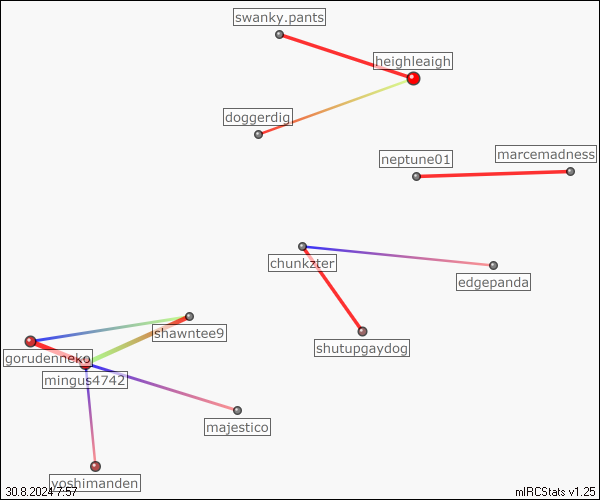 swanky.pants
heighleaigh
doggerdig
neptune01
marcemadness
chunkzter
edgepanda
shawntee9
shutupgaydog
gorudenneko
mingus4742
majestico
yoshimanden
30.8.2024 7:57
mIRCStats v1.25